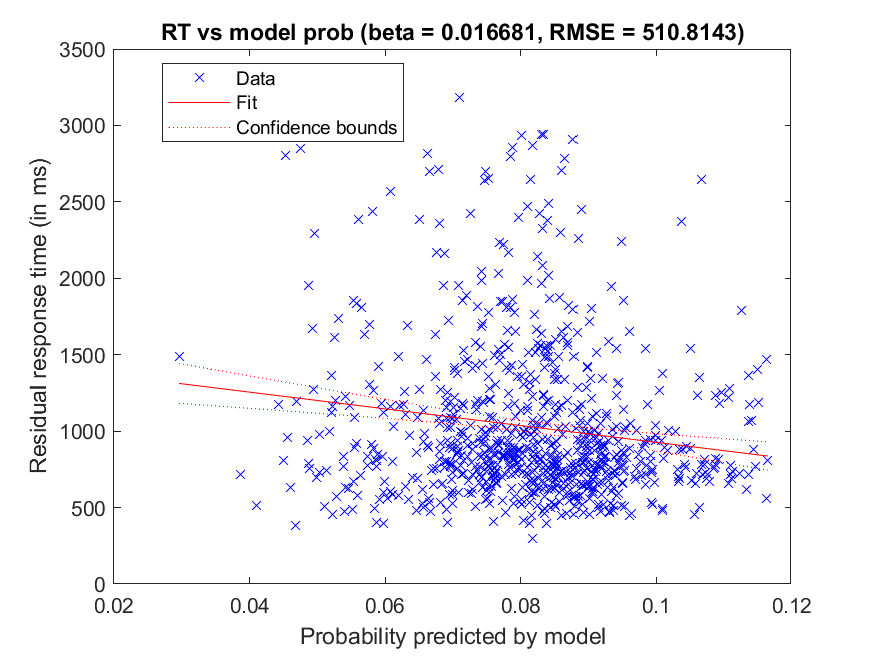 RT vs model prob (beta = 0.016681, RMSE = 510.8143)
3500
3000
2500
2000
1500
1000
500
0
Residual response time (in ms)
Data
Fit
Confidence bounds
0.02 0.04 0.06 0.08 0.1 0.12
Probability predicted by model